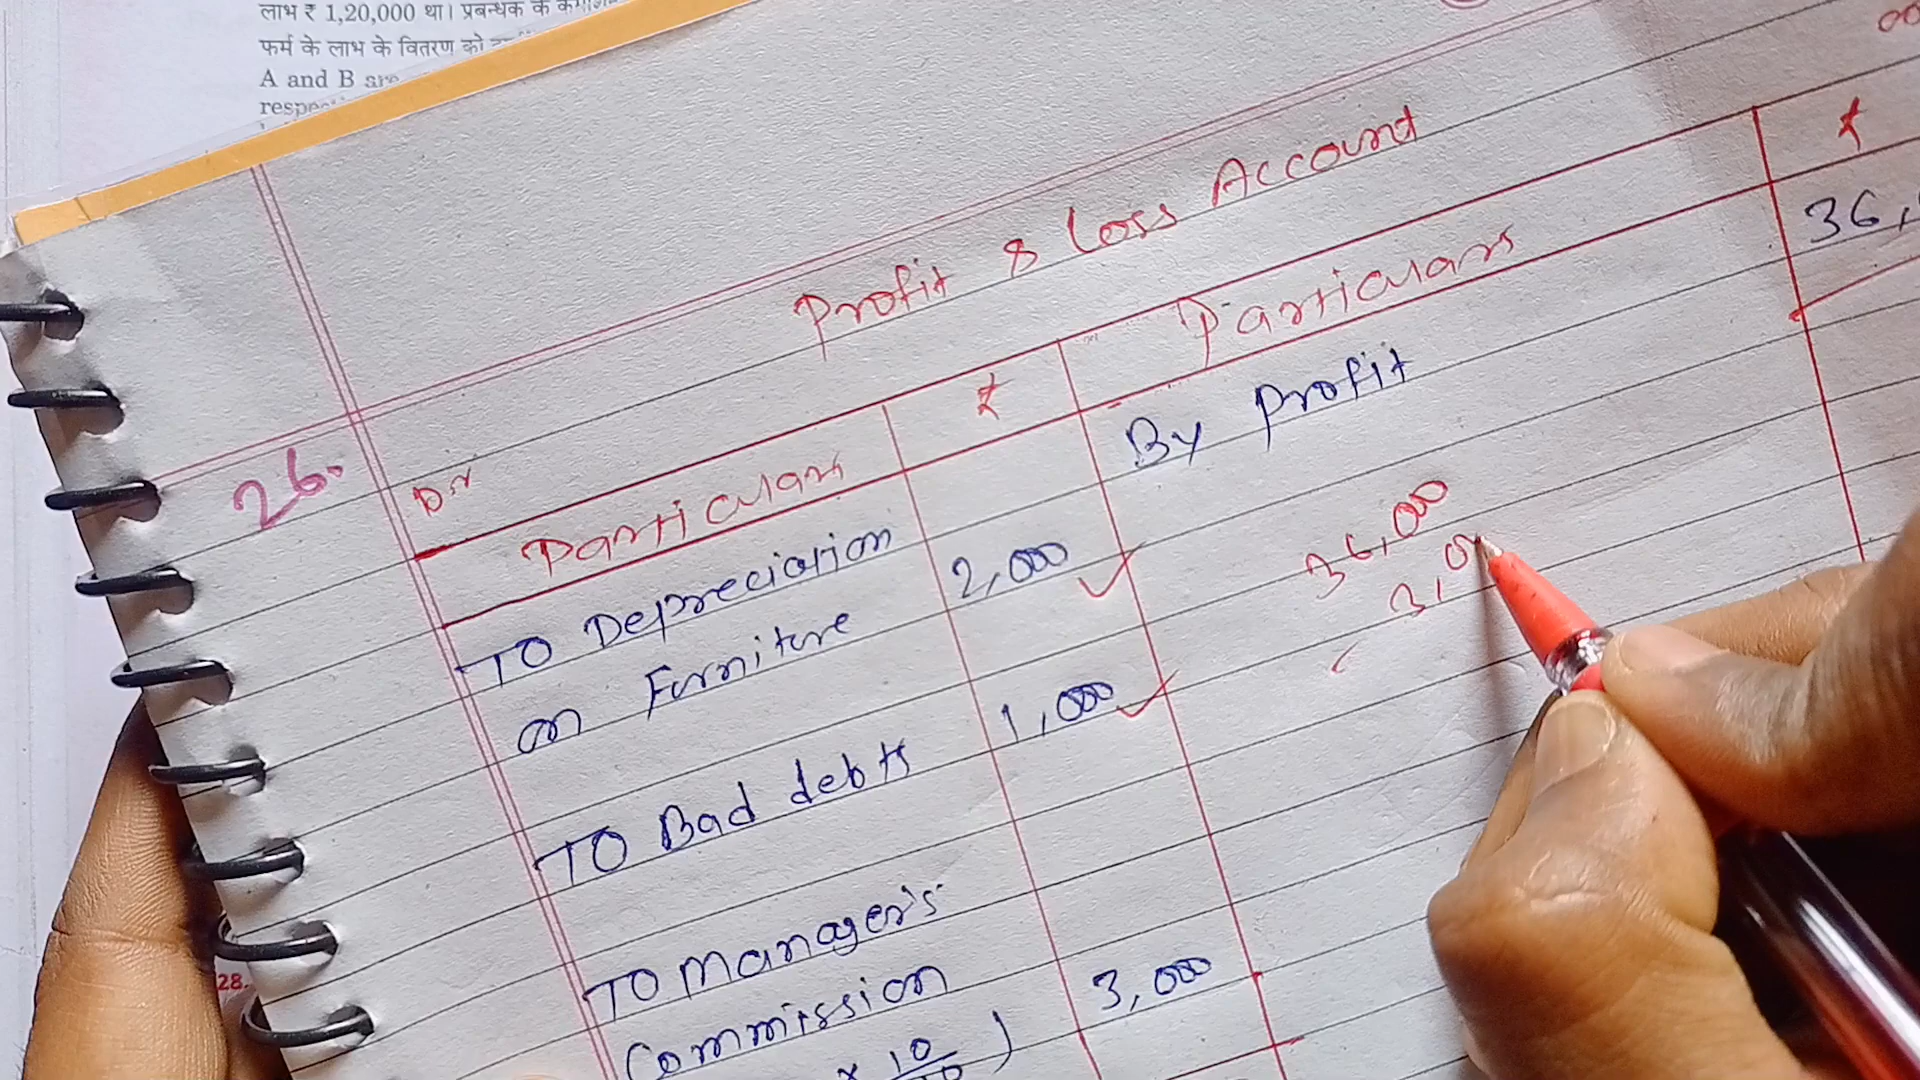 लाभ ₹ 1,20,000 था। प्रबन्धक के
फर्म के लाभ के वितरण को
A and B are
Profit & Loss Account
26.
Dr
Particulars ₹ Particulars ₹
To Depreciation
on Furniture 2,000
By Profit 36,
36,000
3,0
To Bad debts 1,000
To Manager's
Commission 3,000
× 10
)
28.